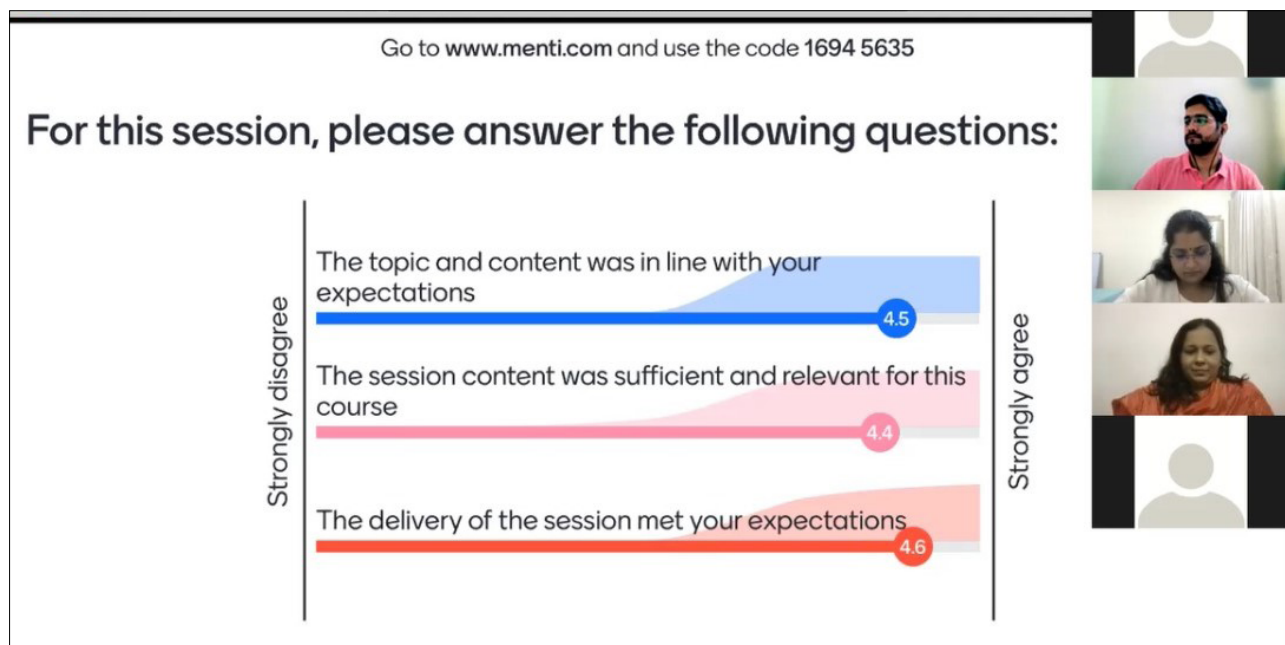 Go to www.menti.com and use the code 1694 5635
For this session, please answer the following questions:
Strongly disagree
The topic and content was in line with your
expectations
4.5
The session content was sufficient and relevant for this
course
4.4
The delivery of the session met your expectations
4.6
Strongly agree